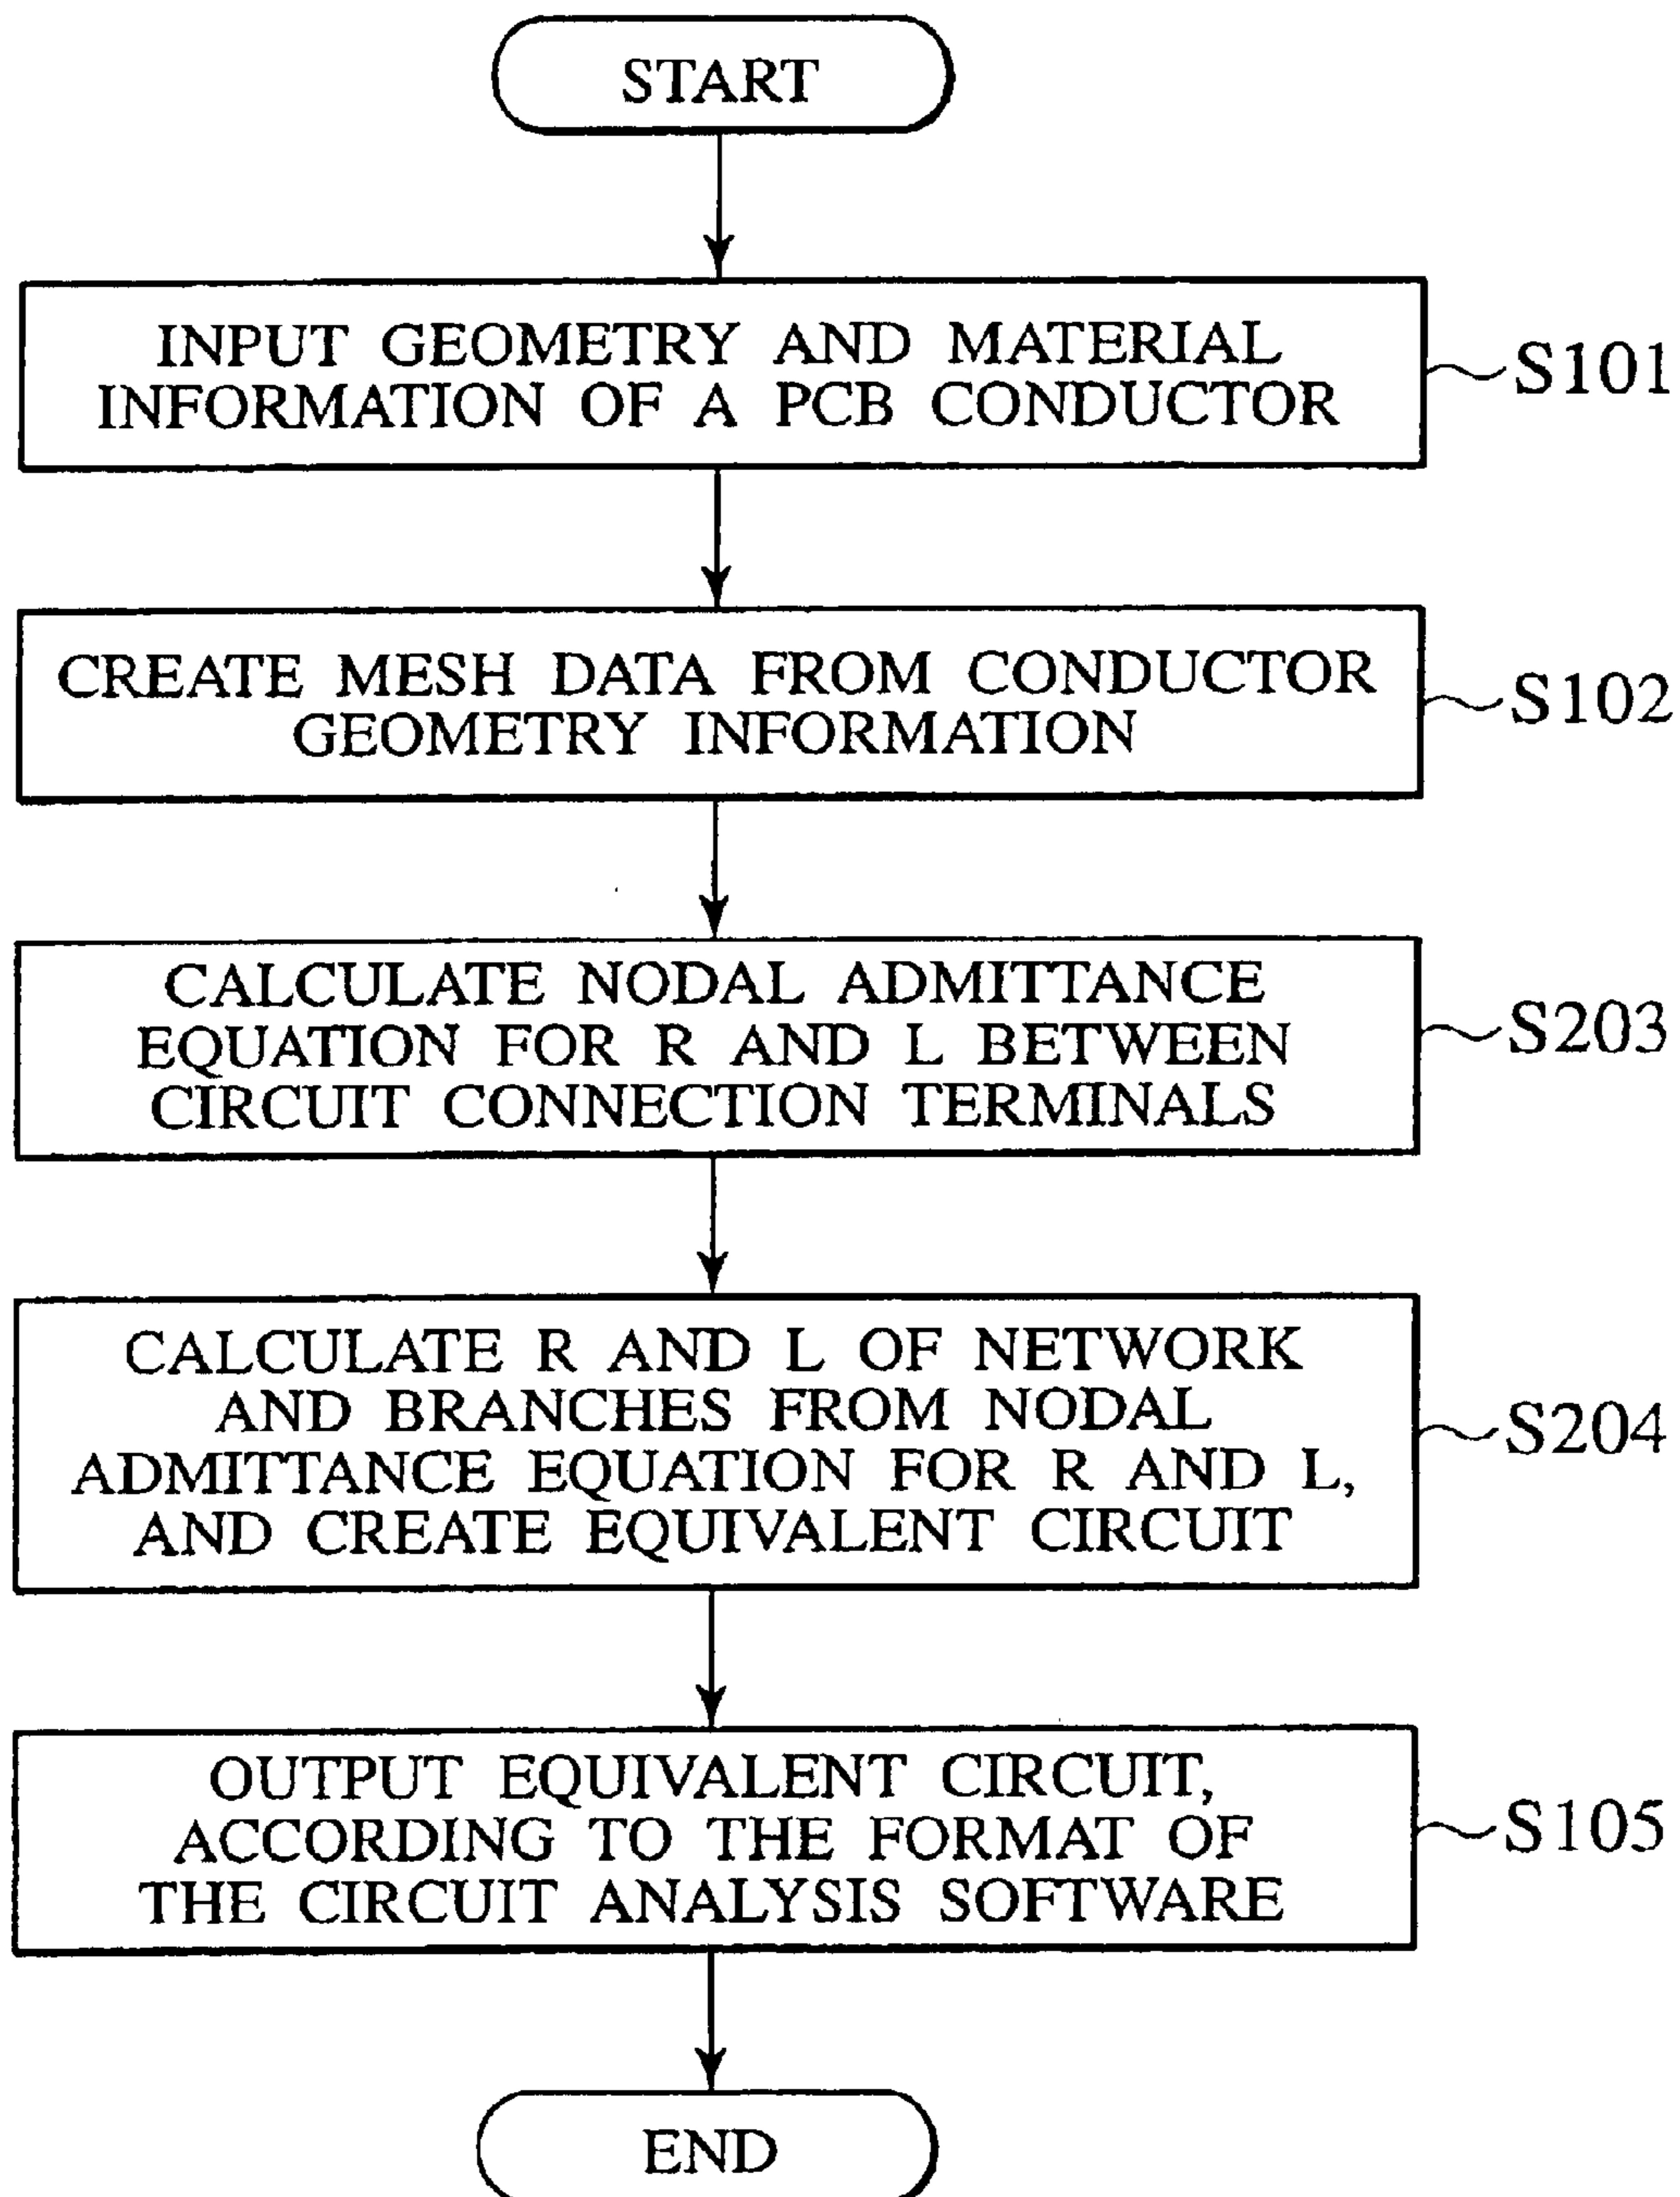 START
INPUT GEOMETRY AND MATERIAL
INFORMATION OF A PCB CONDUCTOR
S101
CREATE MESH DATA FROM CONDUCTOR
GEOMETRY INFORMATION
S102
CALCULATE NODAL ADMITTANCE
EQUATION FOR R AND L BETWEEN
CIRCUIT CONNECTION TERMINALS
S203
CALCULATE R AND L OF NETWORK
AND BRANCHES FROM NODAL
ADMITTANCE EQUATION FOR R AND L,
AND CREATE EQUIVALENT CIRCUIT
S204
OUTPUT EQUIVALENT CIRCUIT,
ACCORDING TO THE FORMAT OF
THE CIRCUIT ANALYSIS SOFTWARE
S105
END